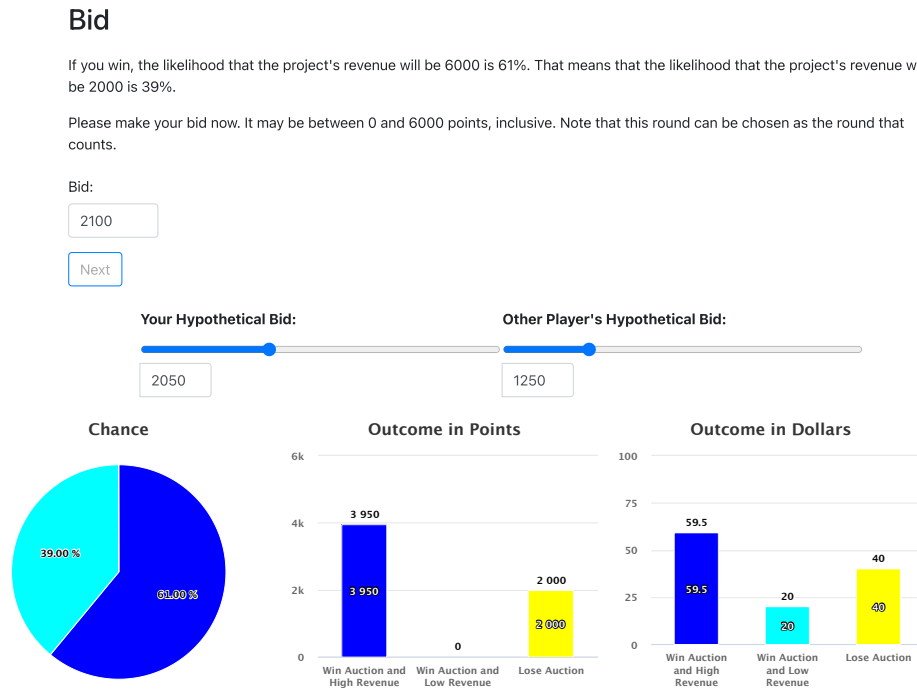 Bid
If you win, the likelihood that the project's revenue will be 6000 is 61%. That means that the likelihood that the project's revenue w
be 2000 is 39%.
Please make your bid now. It may be between 0 and 6000 points, inclusive. Note that this round can be chosen as the round that
counts.
Bid:
2100
Next
Your Hypothetical Bid:
2050
Other Player's Hypothetical Bid:
1250
Chance
39.00 %
61.00 %
Outcome in Points
6k
4k
2k
0
3 950
3 950
0
2 000
2 000
Win Auction and
High Revenue
Win Auction and
Low Revenue
Lose Auction
Outcome in Dollars
100
75
50
25
0
59.5
59.5
20
20
40
40
Win Auction
and High
Revenue
Win Auction
and Low
Revenue
Lose Auction